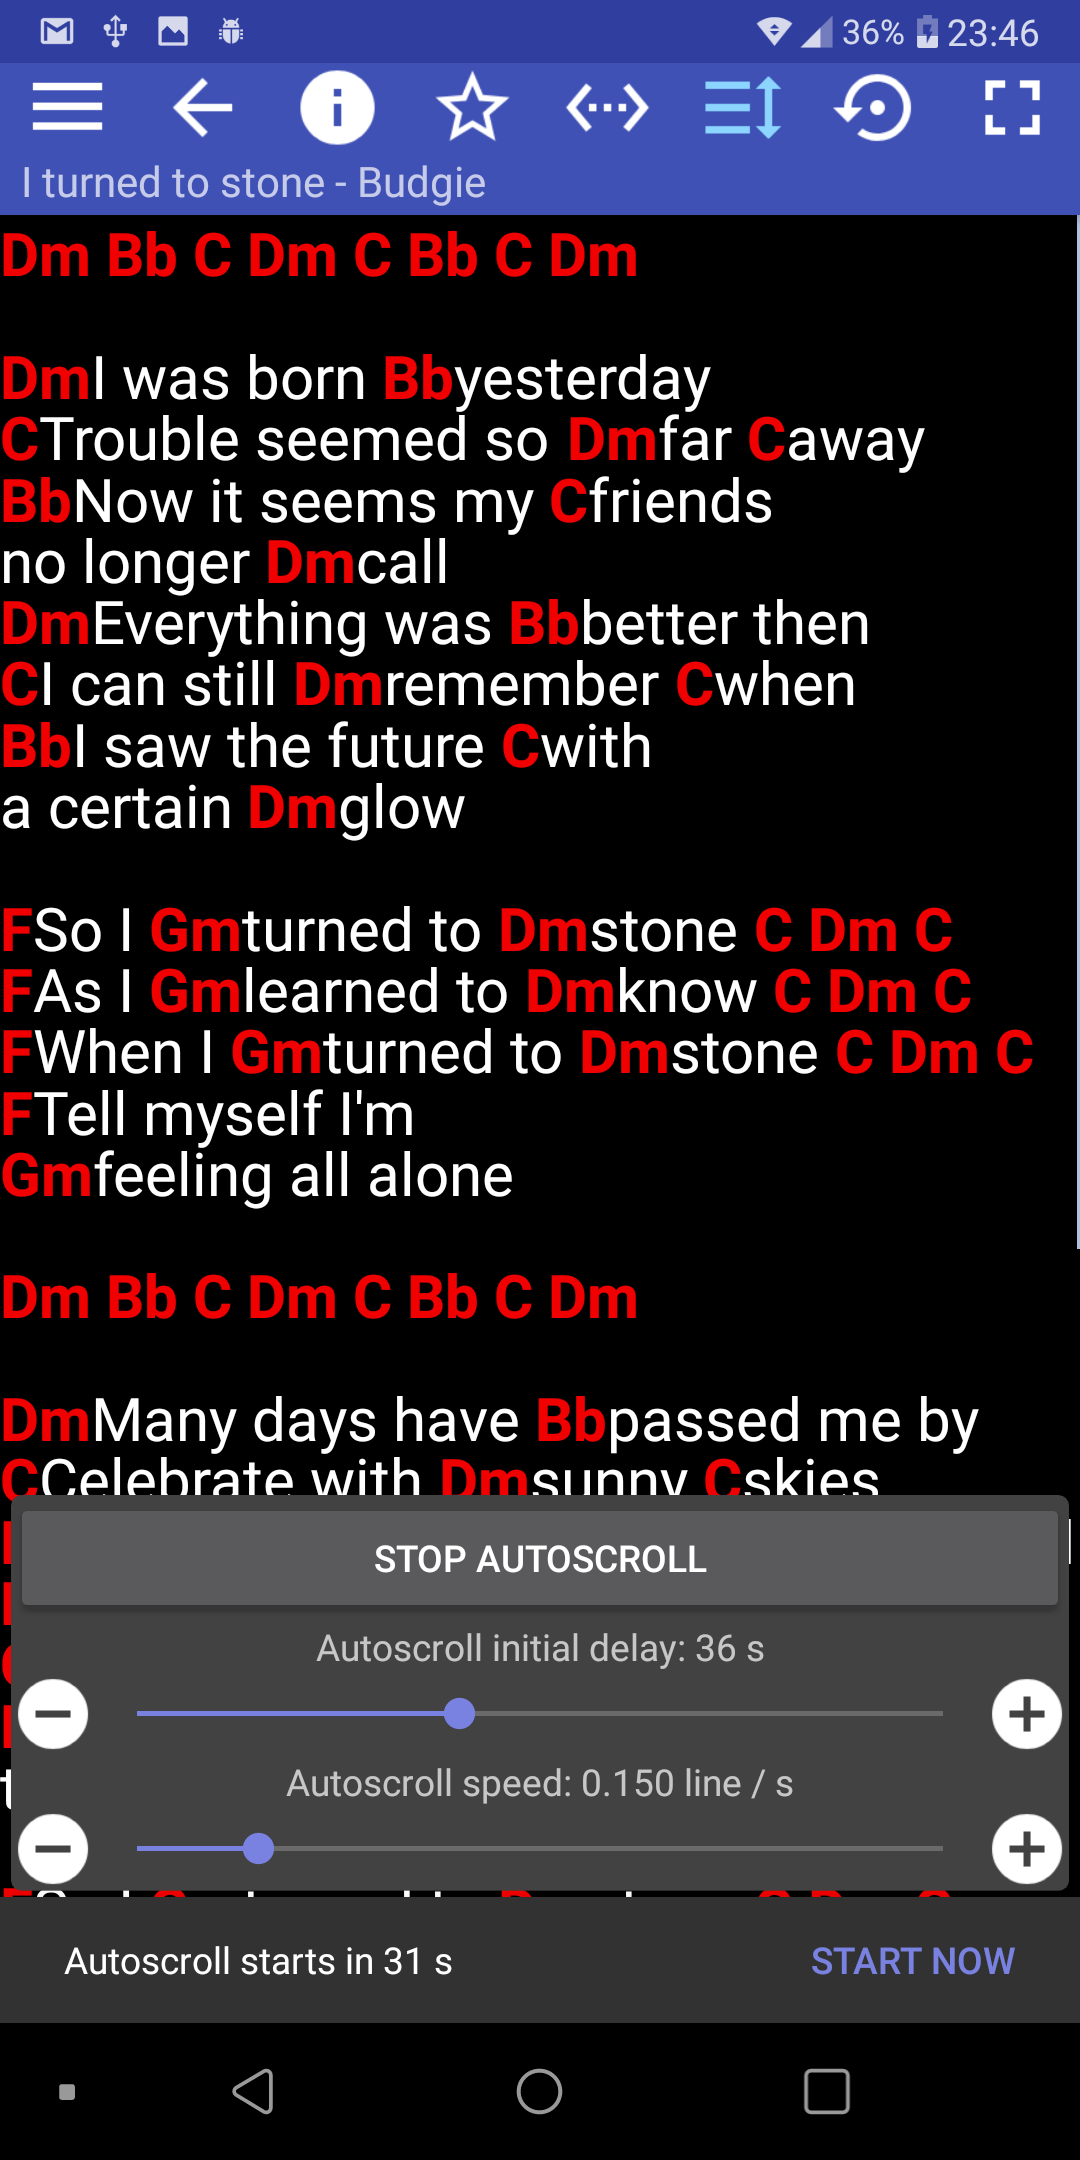 36% 23:46
I turned to stone - Budgie
Dm Bb C Dm C Bb C Dm
DmI was born Bbyesterday
CTrouble seemed so Dmfar Caway
BbNow it seems my Cfriends
no longer Dmcall
DmEverything was Bbbetter then
CI can still Dmremember Cwhen
BbI saw the future Cwith
a certain Dmglow
FSo I Gmturned to Dmstone C Dm C
FAs I Gmlearned to Dmknow C Dm C
FWhen I Gmturned to Dmstone C Dm C
FTell myself I'm
Gmfeeling all alone
Dm Bb C Dm C Bb C Dm
DmMany days have Bbpassed me by
CCelebrate with Dmsunny Cskies
STOP AUTOSCROLL
Autoscroll initial delay: 36 s
Autoscroll speed: 0.150 line / s
Autoscroll starts in 31 s START NOW